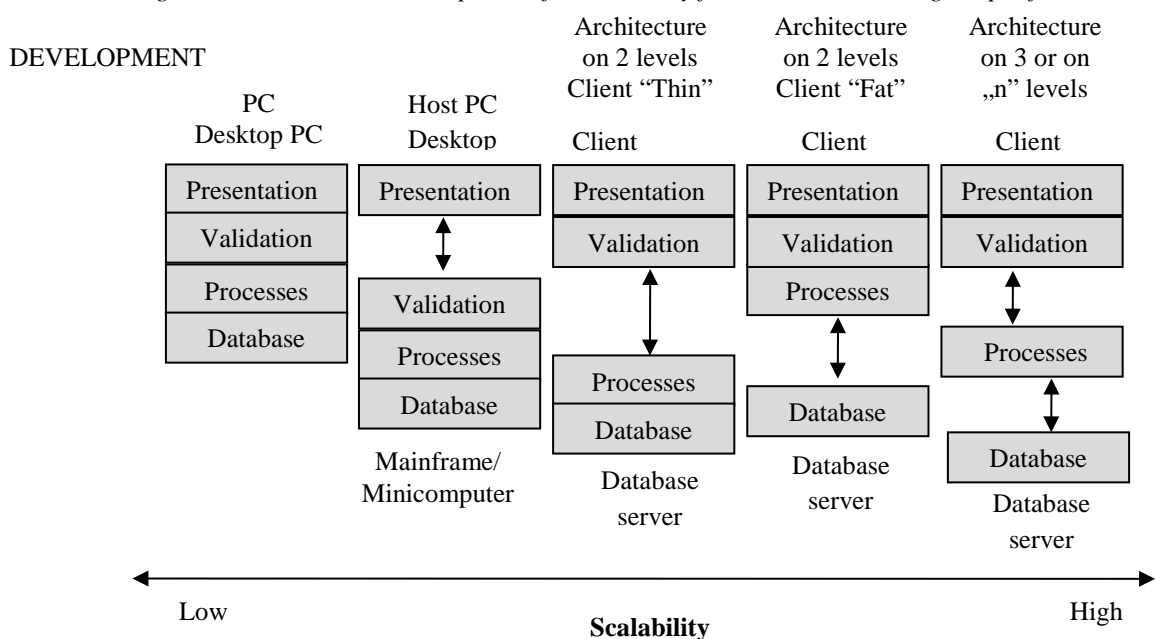 DEVELOPMENT
PC
Desktop PC
Presentation
Validation
Processes
Database
Host PC
Desktop
Presentation
Validation
Processes
Database
Mainframe/
Minicomputer
Architecture
on 2 levels
Client “Thin”
Client
Presentation
Validation
Processes
Database
Database
server
Architecture
on 2 levels
Client “Fat”
Client
Presentation
Validation
Processes
Database
Database
server
Architecture
on 3 or on
„n” levels
Client
Presentation
Validation
Processes
Database
Database
server
Low
High
Scalability